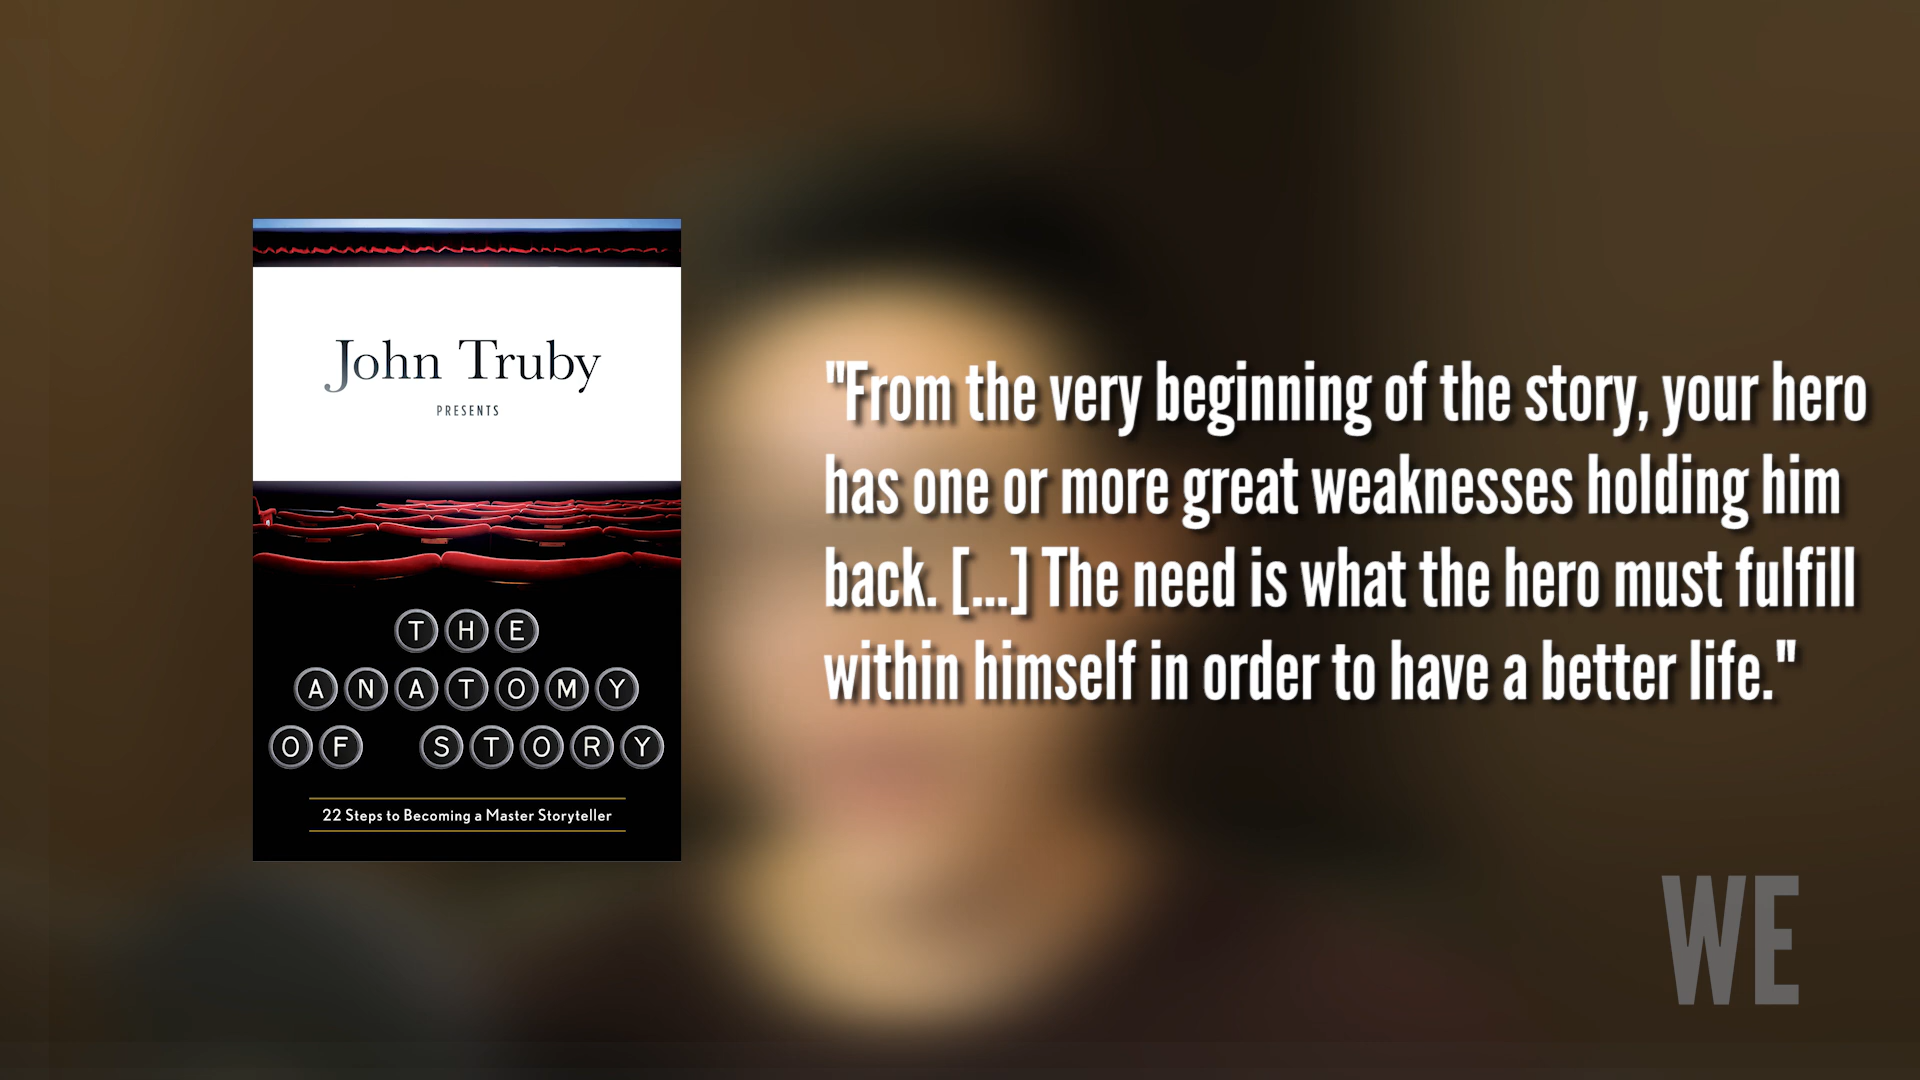 John Truby
PRESENTS
THE
ANATOMY
OF STORY
22 Steps to Becoming a Master Storyteller
"From the very beginning of the story, your hero
has one or more great weaknesses holding him
back. [...] The need is what the hero must fulfill
within himself in order to have a better life."
WE